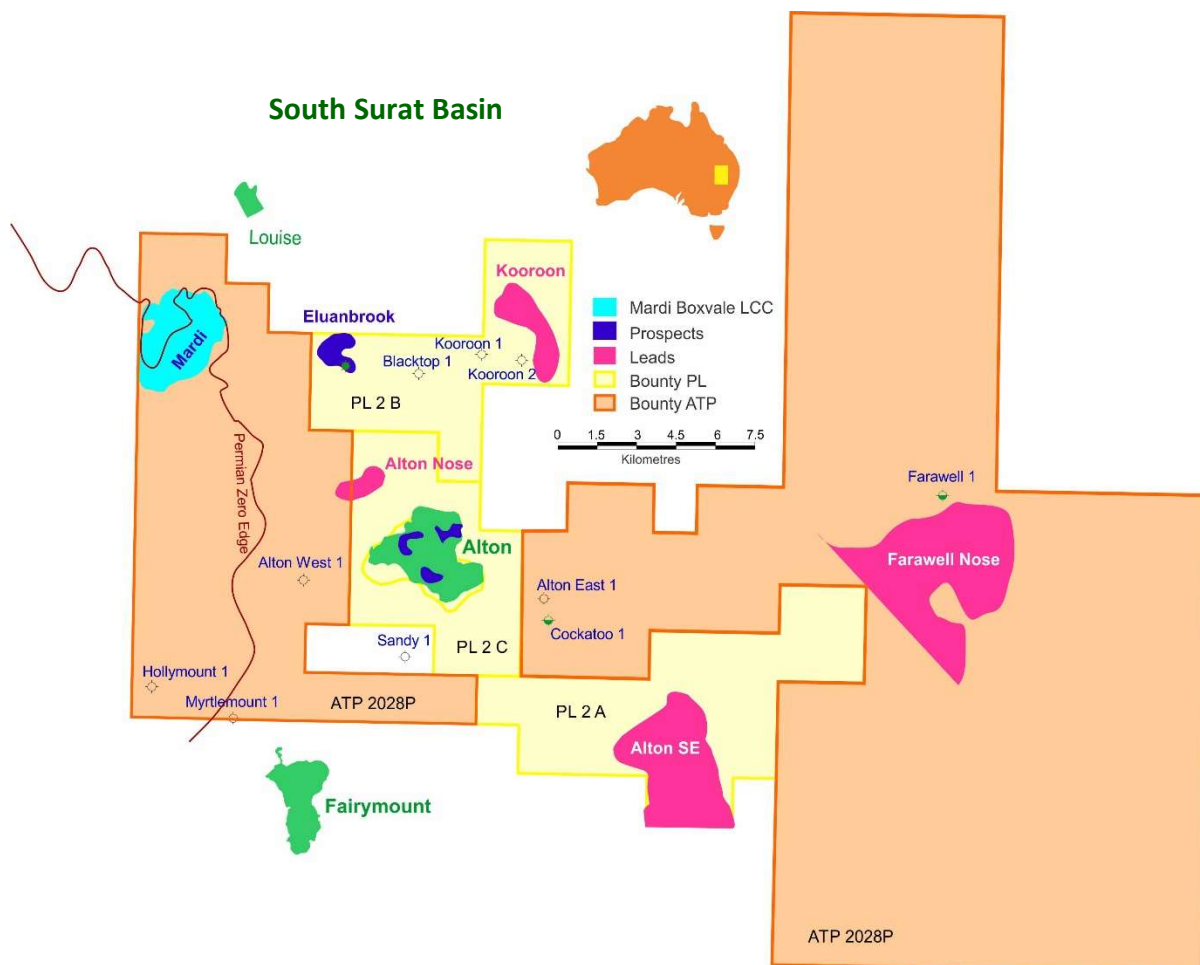 South Surat Basin
Louise
Kooroon
Mardi Boxvale LCC
Prospects
Leads
Bounty PL
Bounty ATP
0 1.5 3 4.5 6 7.5
Kilometres
Eluanbrook
Mardi
Kooroon 1
Blacktop 1
Kooroon 2
PL 2 B
Permian Zero Edge
Alton Nose
Farawell 1
Alton
Farawell Nose
Alton West 1
Alton East 1
Cockatoo 1
Sandy 1
PL 2 C
Hollymount 1
Myrtlemount 1
ATP 2028P
PL 2 A
Alton SE
Fairymount
ATP 2028P